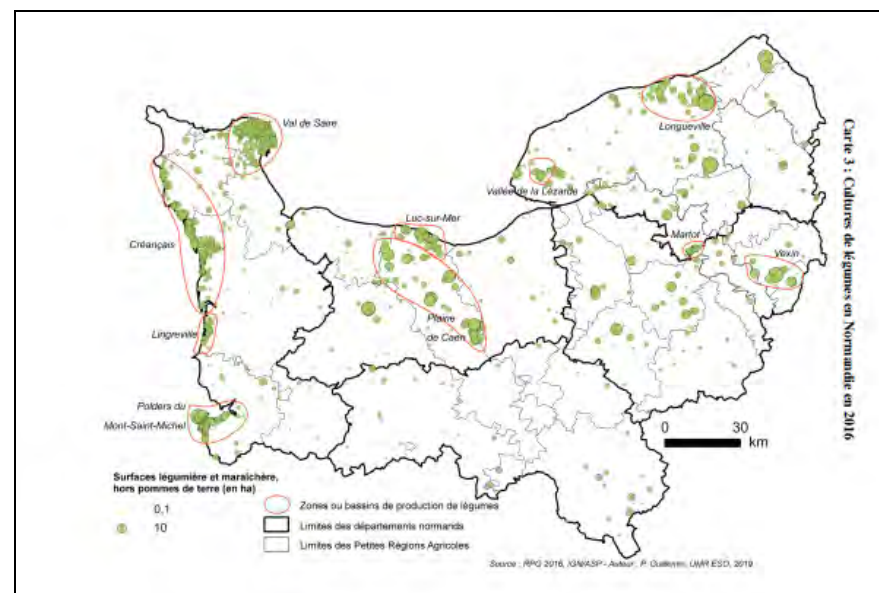 Carte 3 : Cultures de légumes en Normandie en 2016
Val de Saire
Longueville
Vallée de la Lézarde
Luc-sur-Mer
Créançais
Martot
Vexin
Plaine
de Caen
Lingreville
Polders du
Mont-Saint-Michel
0 30
km
Surfaces légumière et maraîchère,
hors pommes de terre (en ha)
0,1
10
Zones ou bassins de production de légumes
Limites des départements normands
Limites des Petites Régions Agricoles
Source : RPG 2016, IGN/ASP - Auteur : P. Guillemin, UMR ESO, 2019